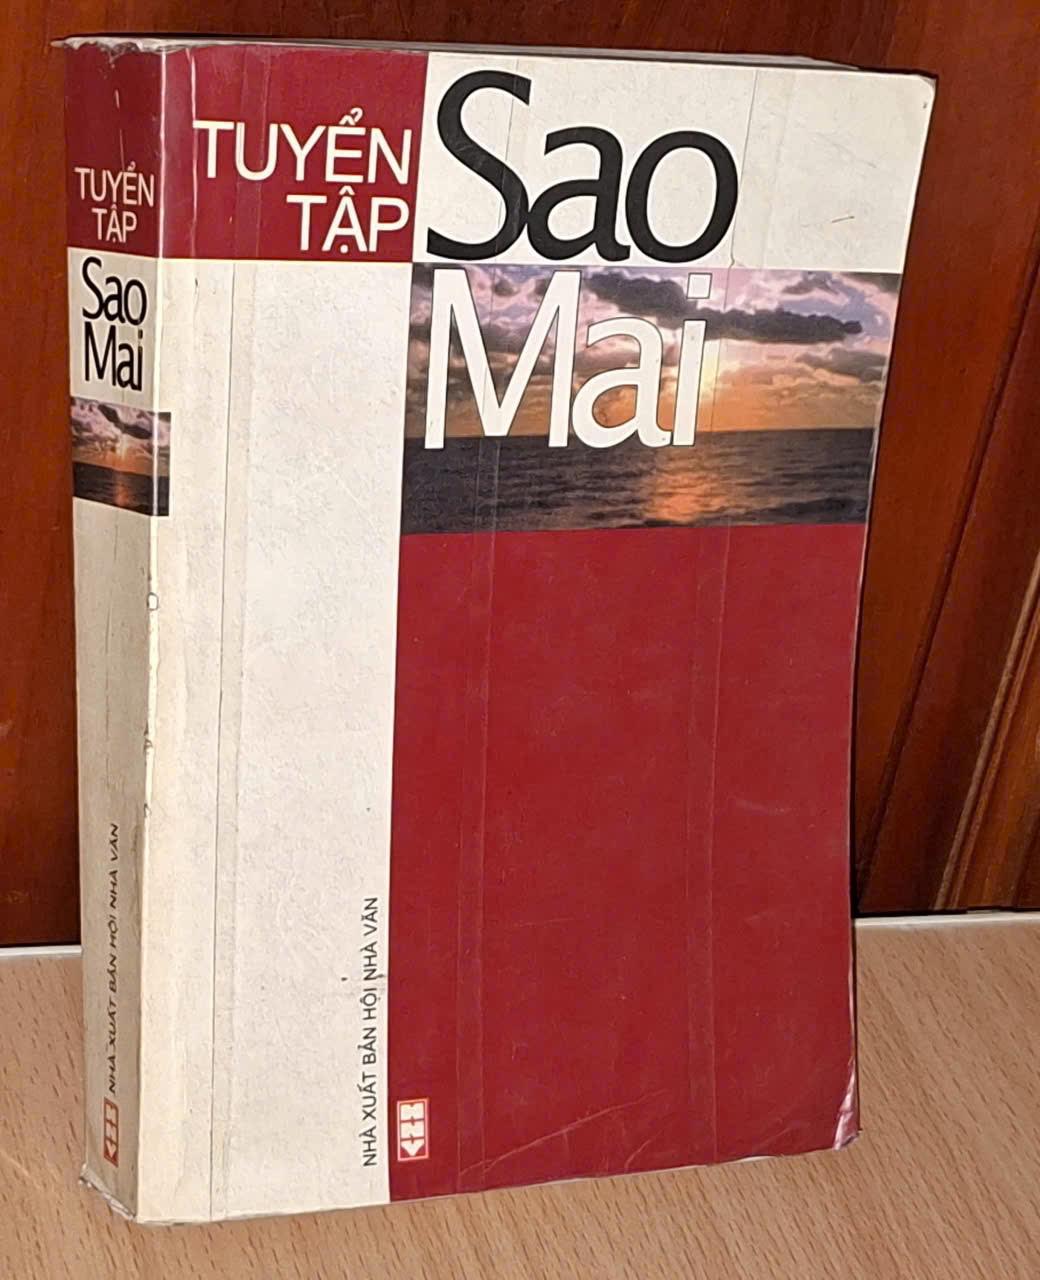 TUYỂN
TẬP
Sao
Mai
NHÀ XUẤT BẢN HỘI NHÀ VĂN
TUYỂN
TẬP
Sao
Mai
NHÀ XUẤT BẢN HỘI NHÀ VĂN